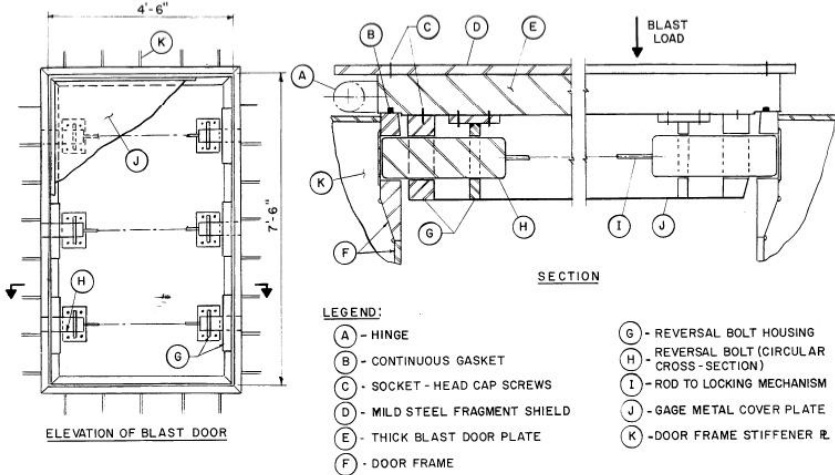 4'-6"
K
J
7'-6"
H
G
ELEVATION OF BLAST DOOR
A
B
C
D
E
BLAST
LOAD
K
F
G
H
I
J
SECTION
LEGEND:
A - HINGE
B - CONTINUOUS GASKET
C - SOCKET - HEAD CAP SCREWS
D - MILD STEEL FRAGMENT SHIELD
E - THICK BLAST DOOR PLATE
F - DOOR FRAME
G - REVERSAL BOLT HOUSING
H - REVERSAL BOLT (CIRCULAR
CROSS-SECTION)
I - ROD TO LOCKING MECHANISM
J - GAGE METAL COVER PLATE
K - DOOR FRAME STIFFENER ℄